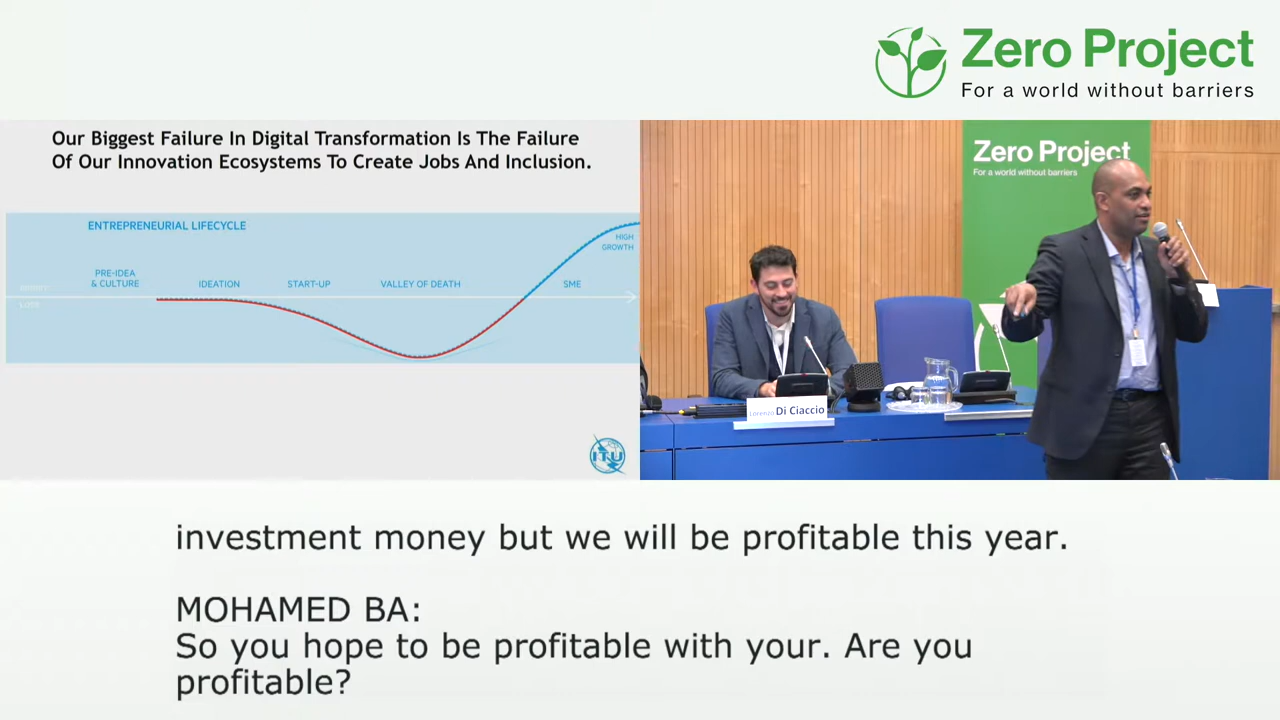 Zero Project
For a world without barriers
Our Biggest Failure In Digital Transformation Is The Failure
Of Our Innovation Ecosystems To Create Jobs And Inclusion.
ENTREPRENEURIAL LIFECYCLE
HIGH
GROWTH
PRE-IDEA
& CULTURE
IDEATION
START-UP
VALLEY OF DEATH
SME
ITU
Zero Project
For a world without barriers
Lorenzo Di Ciaccio
investment money but we will be profitable this year.
MOHAMED BA:
So you hope to be profitable with your. Are you
profitable?